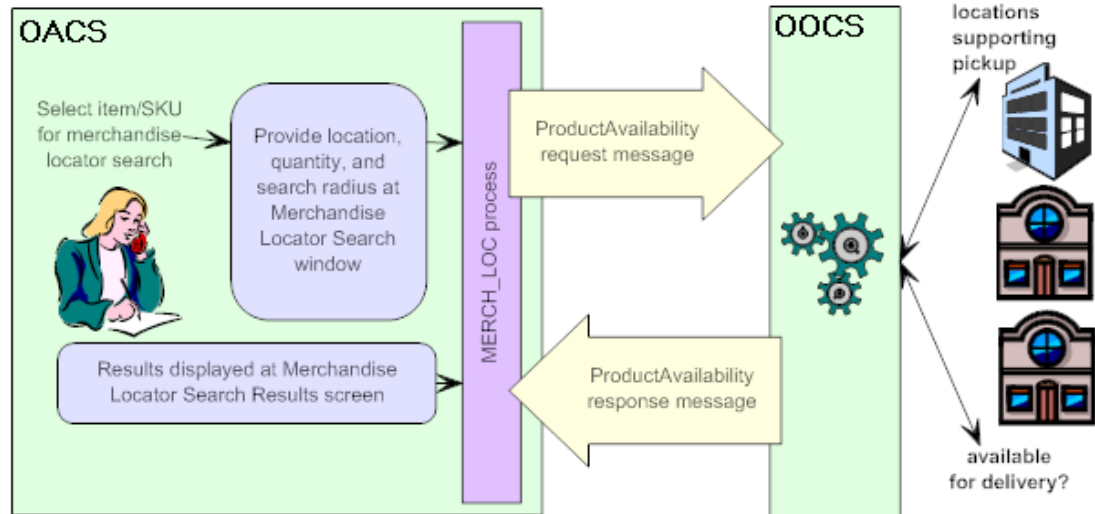 OACS
Select item/SKU
for merchandise
locator search
Provide location,
quantity, and
search radius at
Merchandise
Locator Search
window
Results displayed at Merchandise
Locator Search Results screen
MERCH_LOC process
ProductAvailability
request message
ProductAvailability
response message
OOCS
locations
supporting
pickup
available
for delivery?